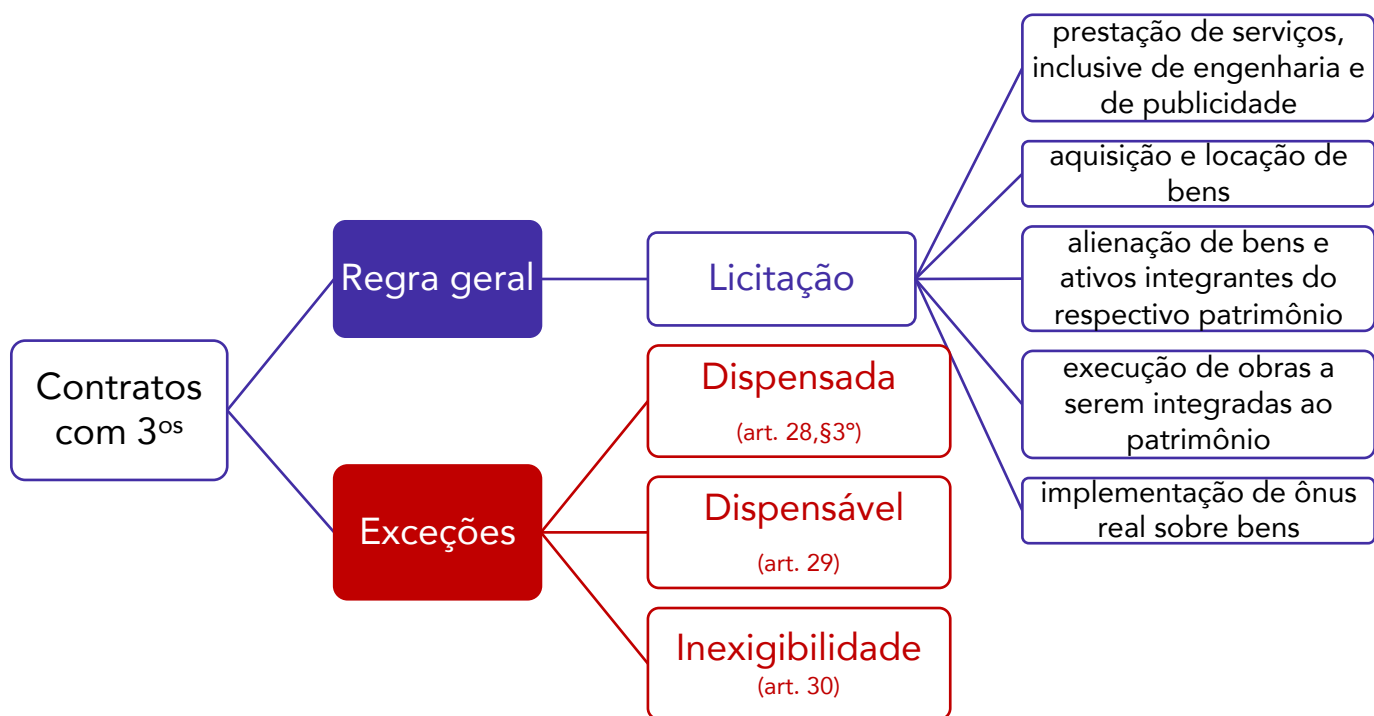 Contratos
com 3os
Regra geral
Licitação
prestação de serviços,
inclusive de engenharia e
de publicidade
aquisição e locação de
bens
alienação de bens e
ativos integrantes do
respectivo patrimônio
execução de obras a
serem integradas ao
patrimônio
implementação de ônus
real sobre bens
Exceções
Dispensada
(art. 28,§3°)
Dispensável
(art. 29)
Inexigibilidade
(art. 30)